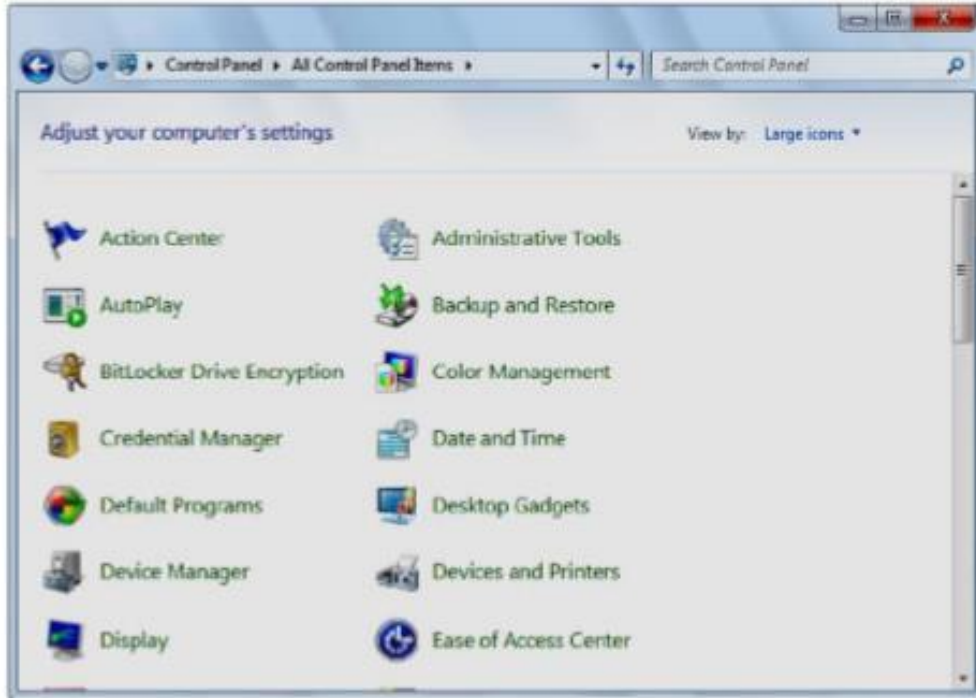 Control Panel All Control Panel Items Search Control Panel
Adjust your computer's settings View by: Large icons
Action Center Administrative Tools
AutoPlay Backup and Restore
BitLocker Drive Encryption Color Management
Credential Manager Date and Time
Default Programs Desktop Gadgets
Device Manager Devices and Printers
Display Ease of Access Center